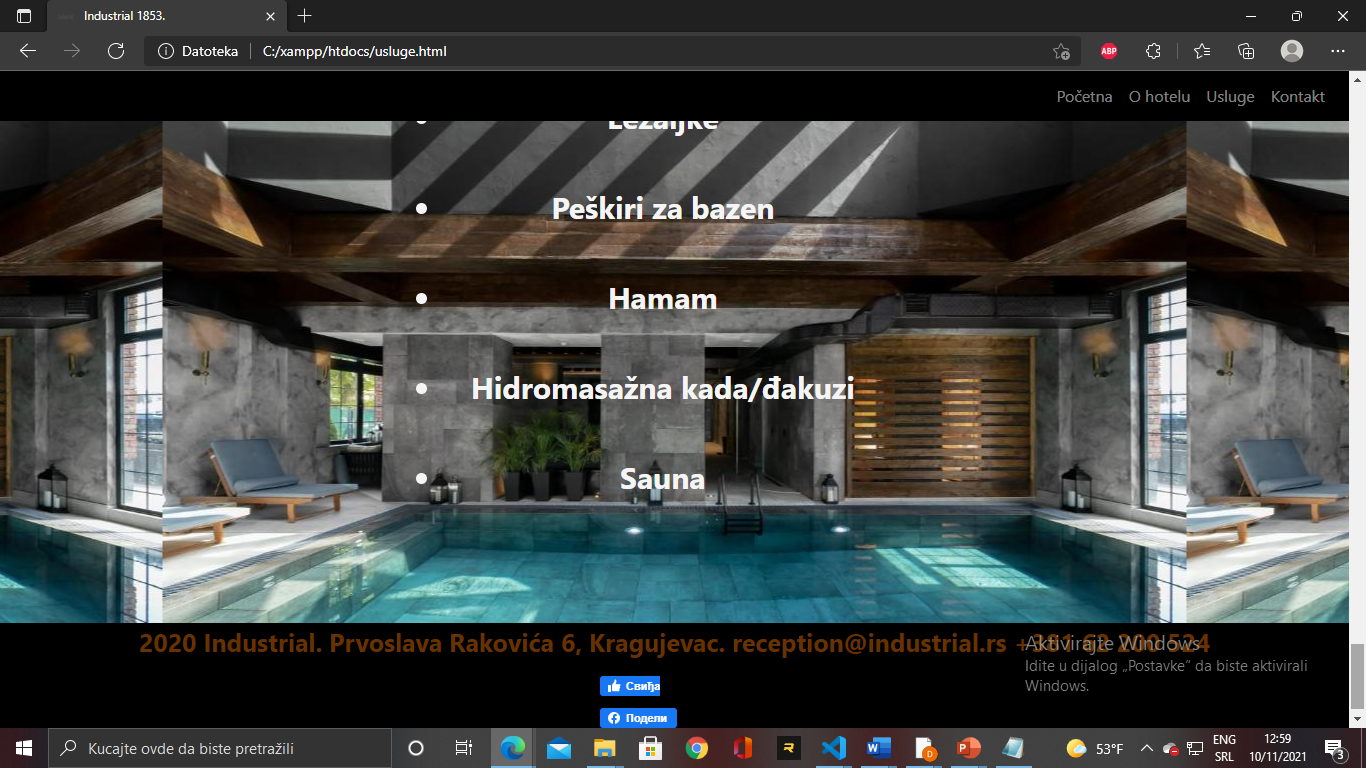 Industrial 1853.
Datoteka C:/xampp/htdocs/usluge.html
ABP
Početna O hotelu Usluge Kontakt
Ležaljke
Peškiri za bazen
Hamam
Hidromasažna kada/đakuzi
Sauna
2020 Industrial. Prvoslava Rakovića 6, Kragujevac. reception@industrial.rs
Aktivirajte Windows
Idite u dijalog „Postavke“ da biste aktivirali
Windows.
Свиђа
Подели
Kucajte ovde da biste pretražili
53°F
ENG
SRL
12:59
10/11/2021
3